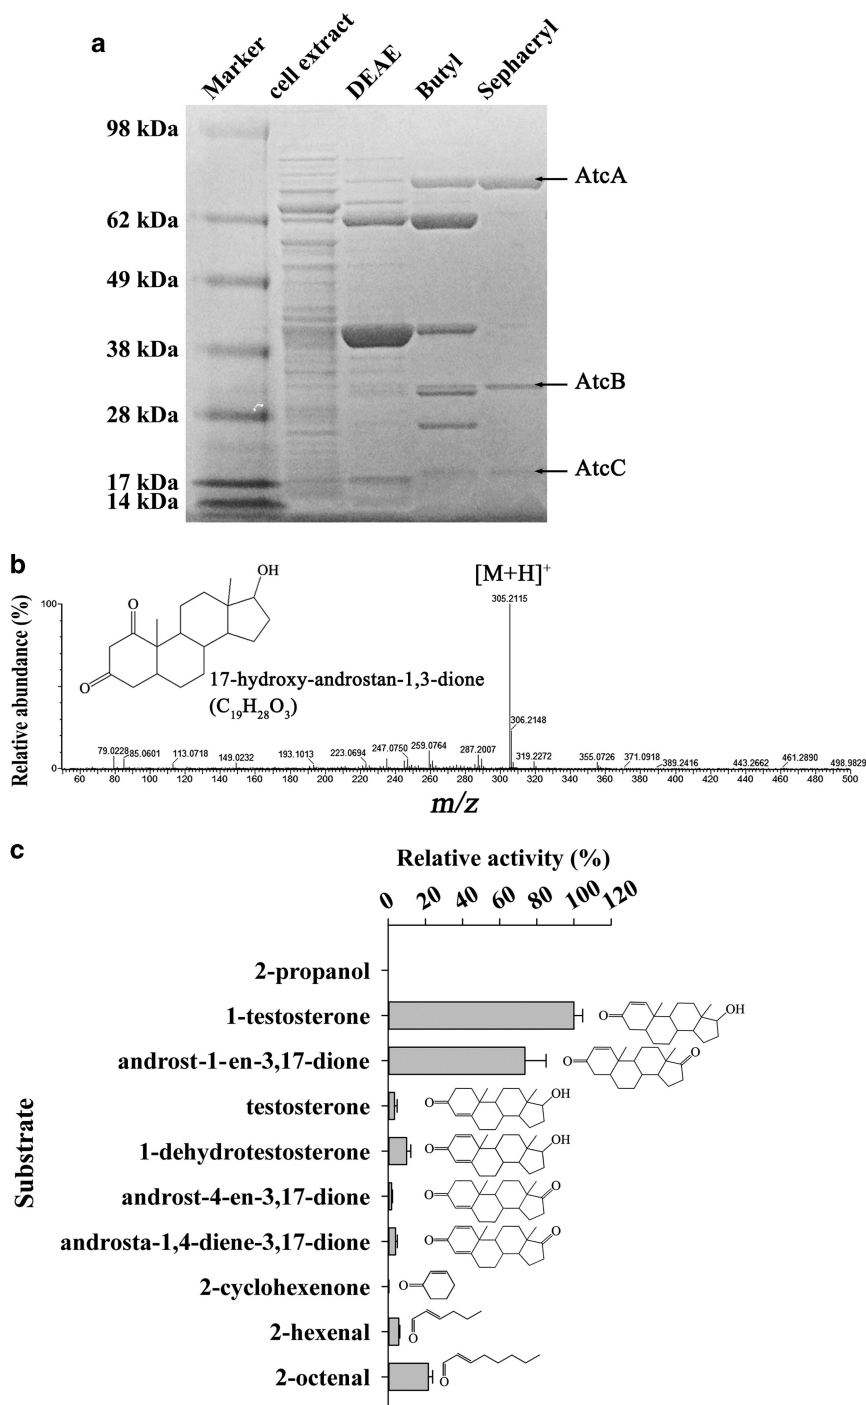 a
Marker
cell extract
DEAE
Butyl
Sephacryl
98 kDa
62 kDa
49 kDa
38 kDa
28 kDa
17 kDa
14 kDa
AtcA
AtcB
AtcC
b
Relative abundance (%)
100
0
O
O
OH
17-hydroxy-androstan-1,3-dione
(C₁₉H₂₈O₃)
[M+H]⁺
305.2115
306.2148
79.0228
85.0601
113.0718
149.0232
193.1013
223.0694
247.0750
259.0764
287.2007
319.2272
355.0726
371.0918
389.2416
443.2662
461.2890
498.9829
60 80 100 120 140 160 180 200 220 240 260 280 300 320 340 360 380 400 420 440 460 480 500
m/z
c
Relative activity (%)
0 20 40 60 80 100 120
Substrate
2-propanol
1-testosterone
O OH
androst-1-en-3,17-dione
O O
testosterone
O OH
1-dehydrotestosterone
O OH
androst-4-en-3,17-dione
O O
androsta-1,4-diene-3,17-dione
O O
2-cyclohexenone
O
2-hexenal
O
2-octenal
O